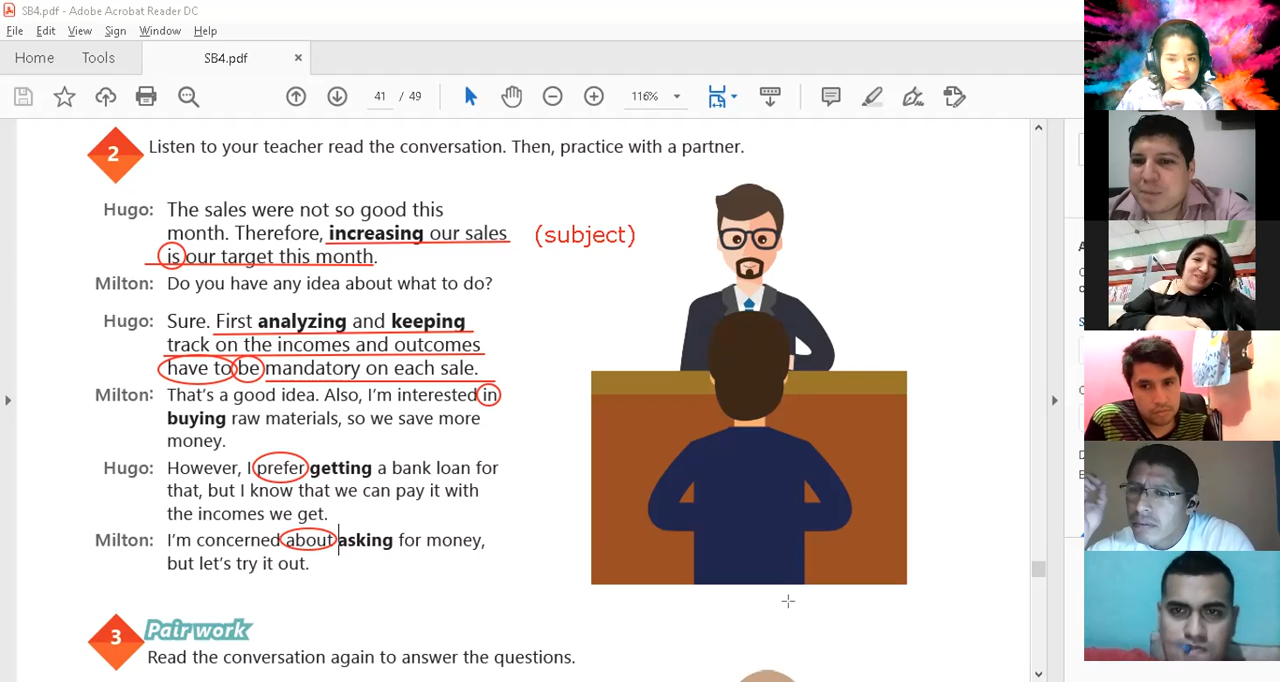 SB4.pdf - Adobe Acrobat Reader DC
File Edit View Sign Window Help
Home Tools SB4.pdf ×
41 / 49 116%
2 Listen to your teacher read the conversation. Then, practice with a partner.
Hugo: The sales were not so good this
month. Therefore, increasing our sales (subject)
is our target this month.
Milton: Do you have any idea about what to do?
Hugo: Sure. First analyzing and keeping
track on the incomes and outcomes
have to be mandatory on each sale.
Milton: That's a good idea. Also, I'm interested in
buying raw materials, so we save more
money.
Hugo: However, I prefer getting a bank loan for
that, but I know that we can pay it with
the incomes we get.
Milton: I'm concerned about asking for money,
but let's try it out.
3 Pair work
Read the conversation again to answer the questions.